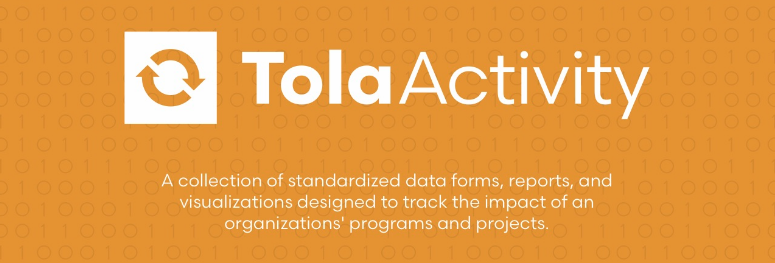 TolaActivity
A collection of standardized data forms, reports, and
visualizations designed to track the impact of an
organizations' programs and projects.